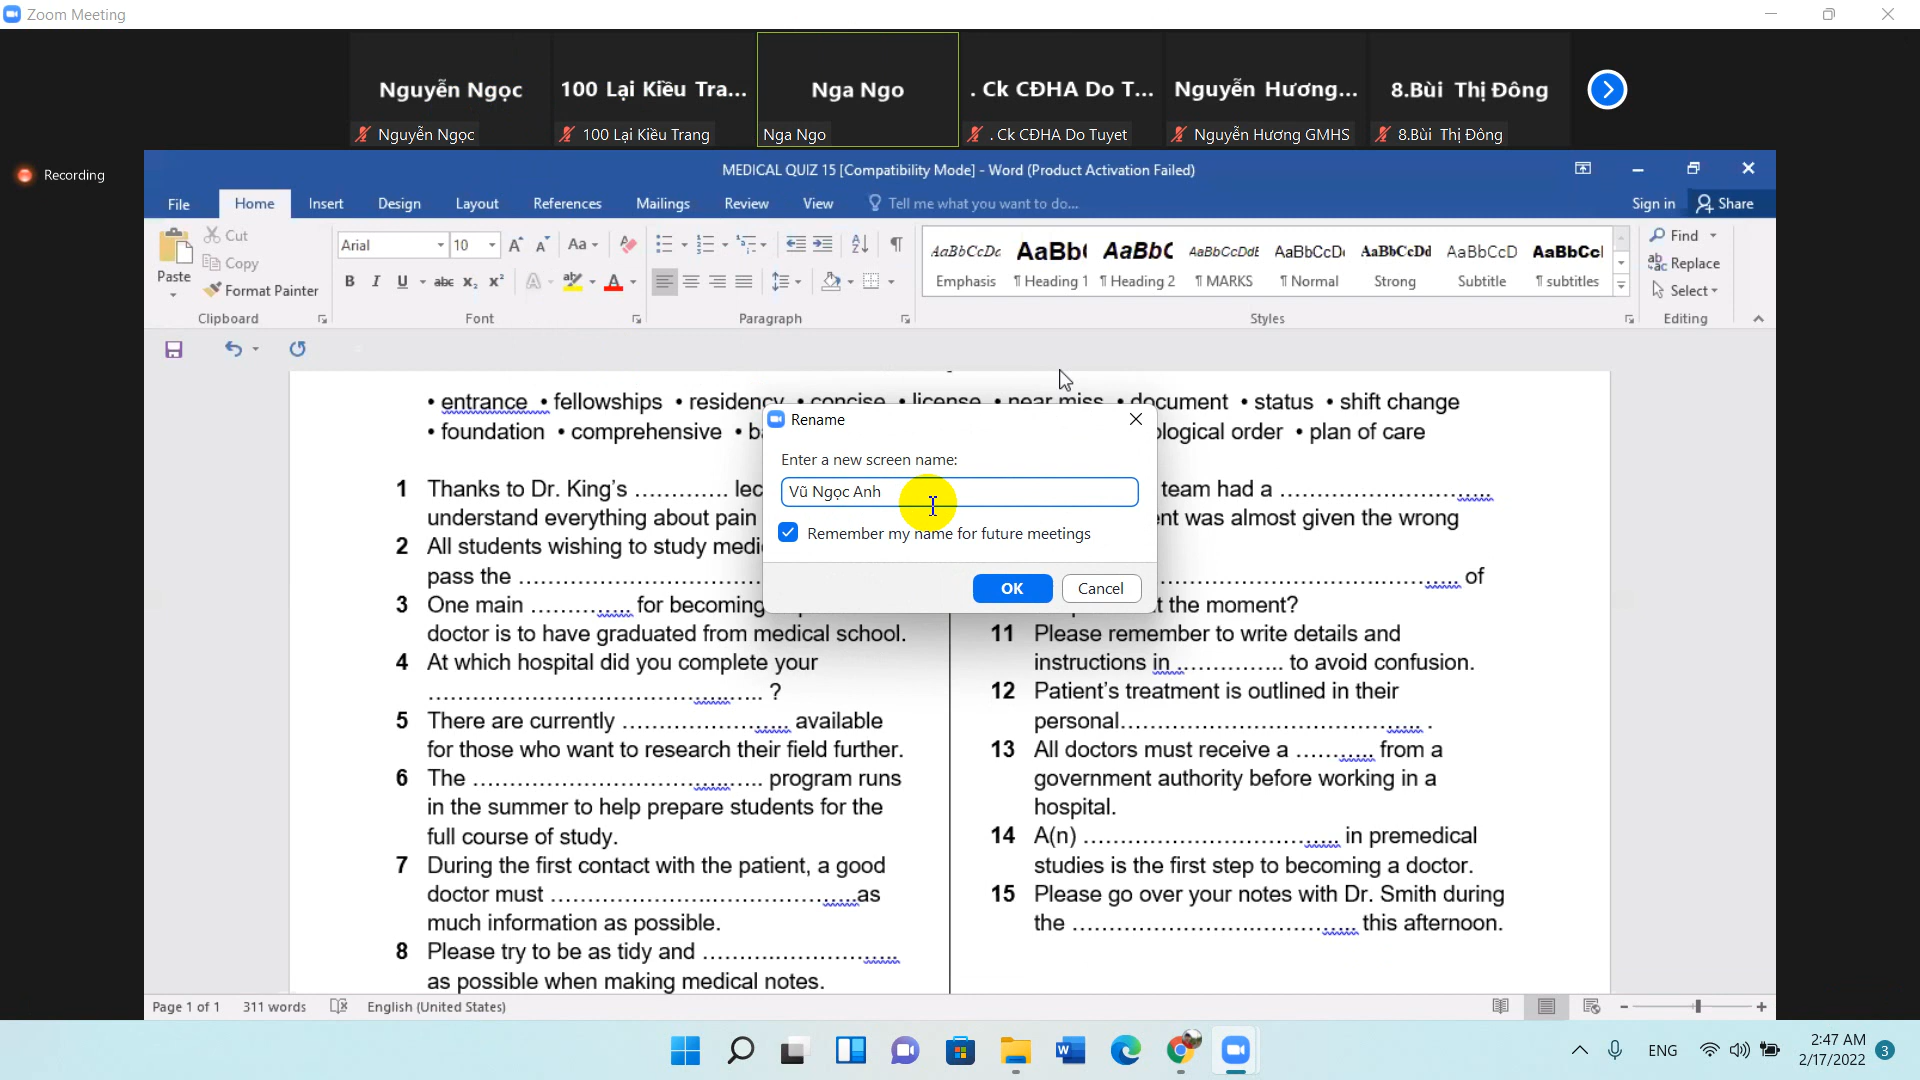 Zoom Meeting
Nguyễn Ngọc
100 Lại Kiều Tra...
Nga Ngo
. Ck CĐHA Do T...
Nguyễn Hương...
8.Bùi Thị Đông
Nguyễn Ngọc
100 Lại Kiều Trang
Nga Ngo
. Ck CĐHA Do Tuyet
Nguyễn Hương GMHS
8.Bùi Thị Đông
Recording
MEDICAL QUIZ 15 [Compatibility Mode] - Word (Product Activation Failed)
File Home Insert Design Layout References Mailings Review View Tell me what you want to do... Sign in Share
Paste
Cut
Copy
Format Painter
Clipboard
Arial 10
Font
Paragraph
AaBbCcDc AaBb( AaBbC AaBbCcDdE AaBbCcDc AaBbCcDd AaBbCcD AaBbCcl
Emphasis ¶ Heading 1 ¶ Heading 2 ¶ MARKS ¶ Normal Strong Subtitle ¶ subtitles
Styles
Find
Replace
Select
Editing
• entrance • fellowships • residency • concise • license • near miss • document • status • shift change
• foundation • comprehensive
ological order • plan of care
1 Thanks to Dr. King's ............. lec
understand everything about pain
2 All students wishing to study medi
pass the ....................................
3 One main .............. for becoming
doctor is to have graduated from medical school.
4 At which hospital did you complete your
............................................... ?
5 There are currently ....................... available
for those who want to research their field further.
6 The ........................................ program runs
in the summer to help prepare students for the
full course of study.
7 During the first contact with the patient, a good
doctor must ..........................................as
much information as possible.
8 Please try to be as tidy and ...........................
as possible when making medical notes.
team had a .............................
nt was almost given the wrong
......................................... of
t the moment?
11 Please remember to write details and
instructions in ............... to avoid confusion.
12 Patient's treatment is outlined in their
personal......................................... .
13 All doctors must receive a ........... from a
government authority before working in a
hospital.
14 A(n) ................................... in premedical
studies is the first step to becoming a doctor.
15 Please go over your notes with Dr. Smith during
the ....................................... this afternoon.
Rename
Enter a new screen name:
Vũ Ngọc Anh
Remember my name for future meetings
OK Cancel
Page 1 of 1 311 words English (United States)
ENG
2:47 AM
2/17/2022
3